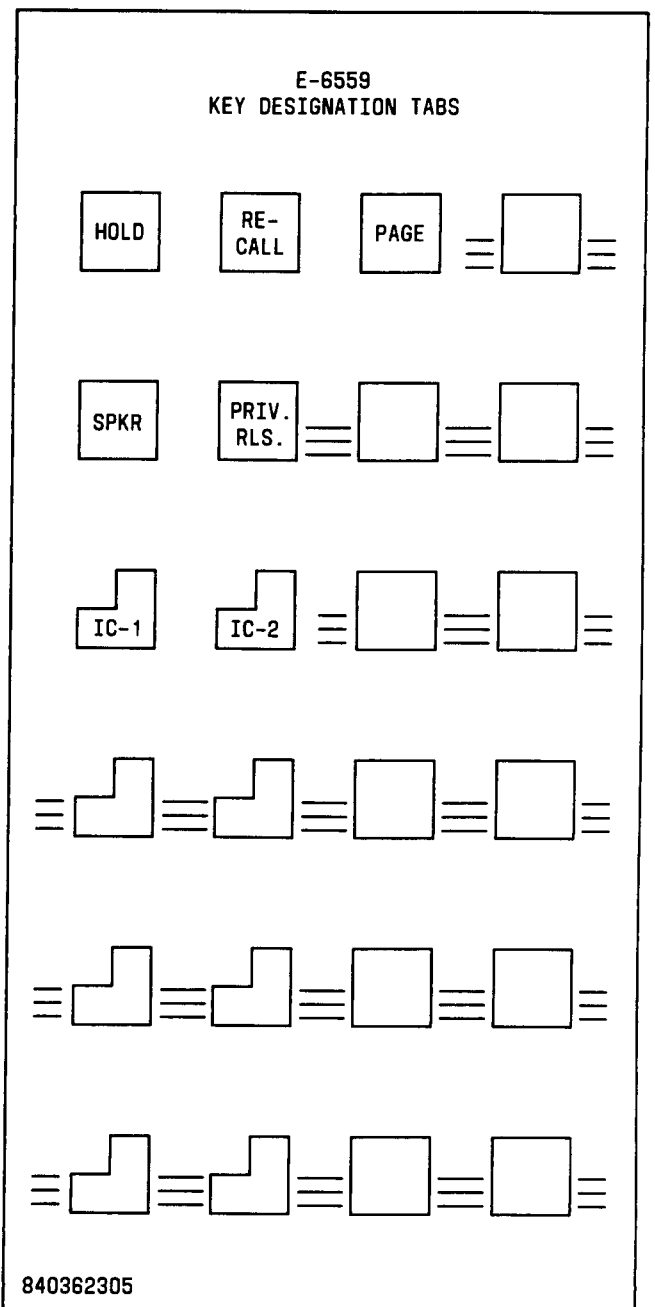 E-6559
KEY DESIGNATION TABS
HOLD
RE-
CALL
PAGE
SPKR
PRIV.
RLS.
IC-1
IC-2
840362305